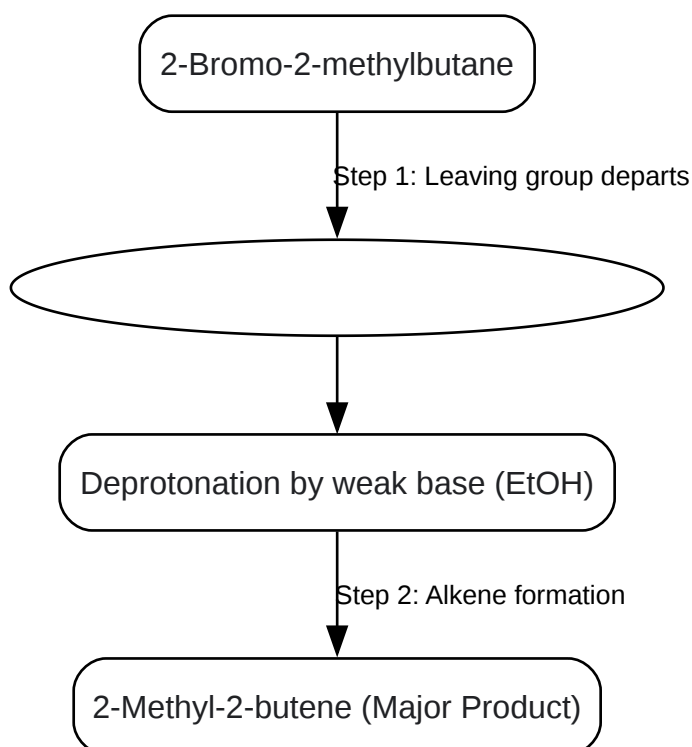 2-Bromo-2-methylbutane
Step 1: Leaving group departs
Deprotonation by weak base (EtOH)
Step 2: Alkene formation
2-Methyl-2-butene (Major Product)